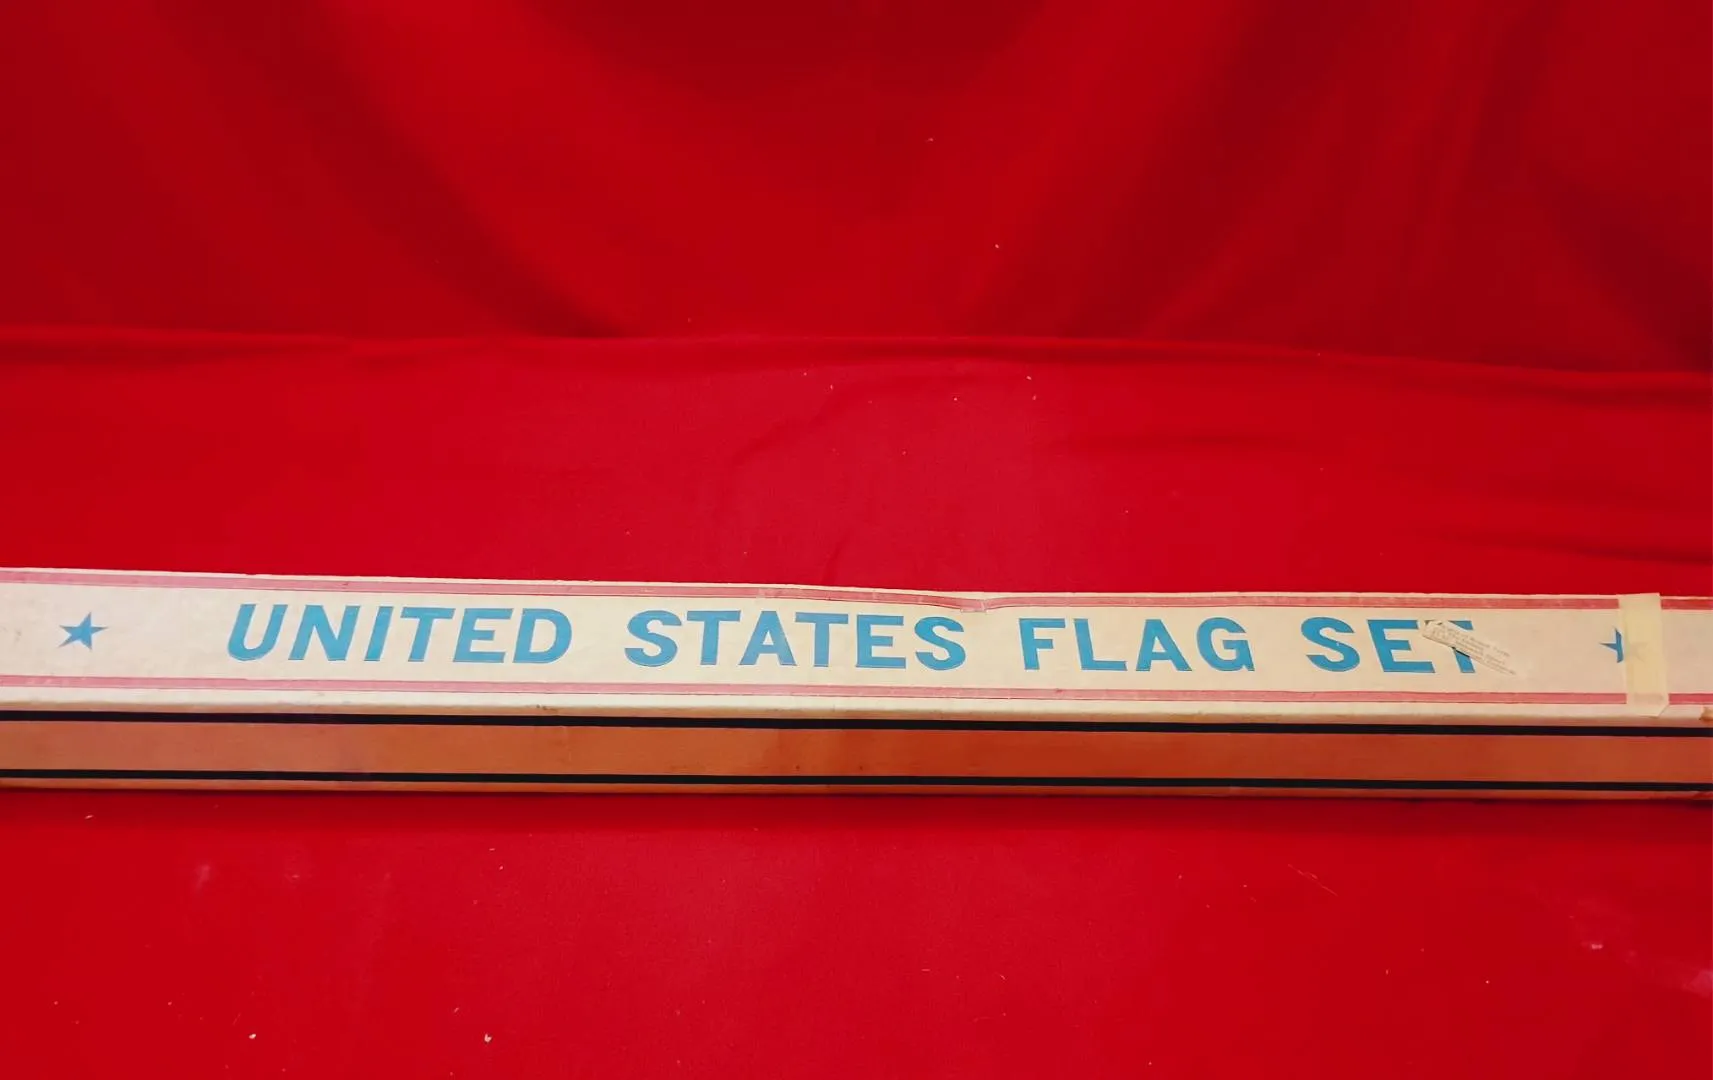 UNITED STATES FLAG SET